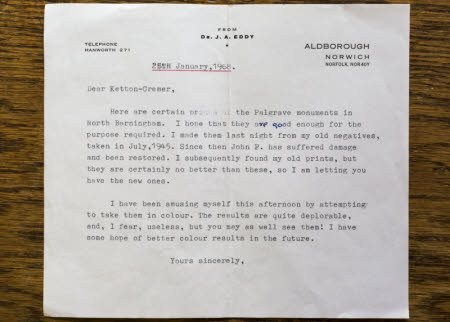 FROM
DR. J. A. EDDY
TELEPHONE
HANWORTH 271
ALDBOROUGH
NORWICH
NORFOLK, NOR 40Y
January, 1968.
Dear Ketton-Cremer,
Here are certain prints of the Palgrave monuments in
North Barningham. I hope that they are good enough for the
purpose required. I made them last night from my old negatives,
taken in July, 1945. Since then John P. has suffered damage
and been restored. I subsequently found my old prints, but
they are certainly no better than these, so I am letting you
have the new ones.
I have been amusing myself this afternoon by attempting
to take them in colour. The results are quite deplorable,
and, I fear, useless, but you may as well see them! I have
some hope of better colour results in the future.
Yours sincerely,